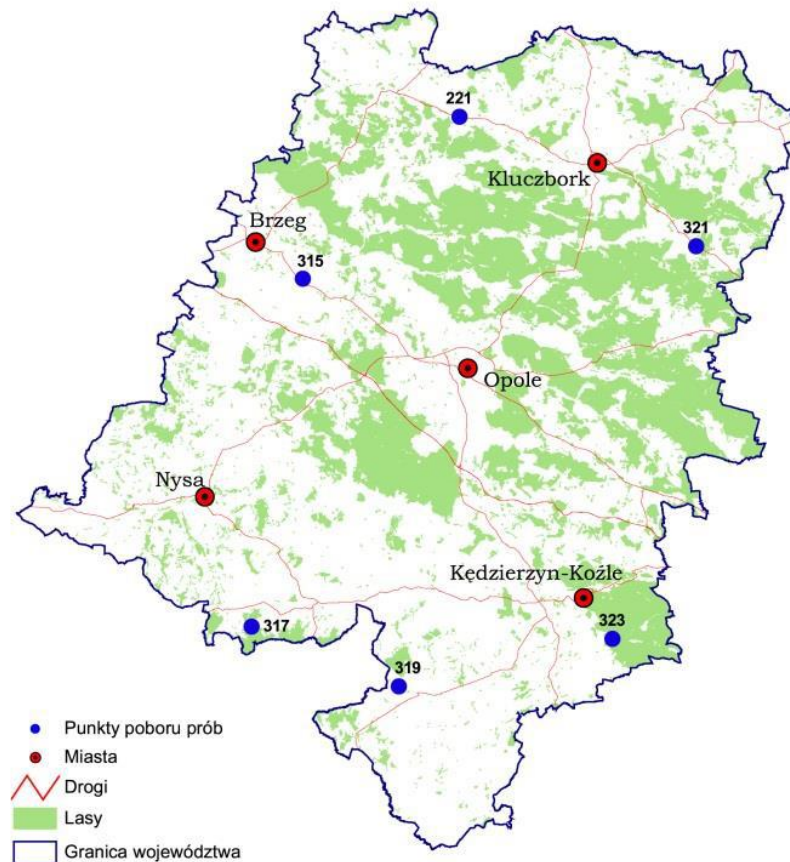 221
Kluczbork
Brzeg
321
315
Opole
Nysa
Kędzierzyn-Koźle
317
323
319
Punkty poboru prób
Miasta
Drogi
Lasy
Granica województwa